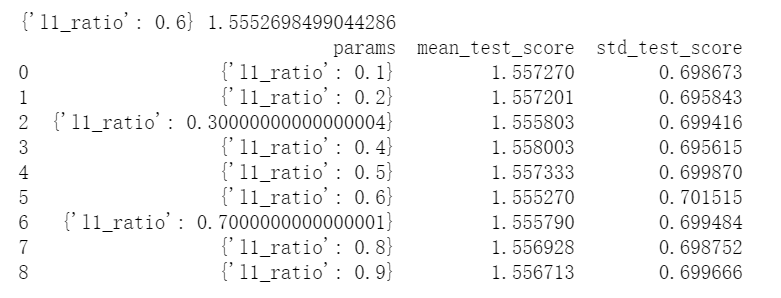 {'l1_ratio': 0.6} 1.5552698499044286
params mean_test_score std_test_score
0 {'l1_ratio': 0.1} 1.557270 0.698673
1 {'l1_ratio': 0.2} 1.557201 0.695843
2 {'l1_ratio': 0.30000000000000004} 1.555803 0.699416
3 {'l1_ratio': 0.4} 1.558003 0.695615
4 {'l1_ratio': 0.5} 1.557333 0.699870
5 {'l1_ratio': 0.6} 1.555270 0.701515
6 {'l1_ratio': 0.7000000000000001} 1.555790 0.699484
7 {'l1_ratio': 0.8} 1.556928 0.698752
8 {'l1_ratio': 0.9} 1.556713 0.699666